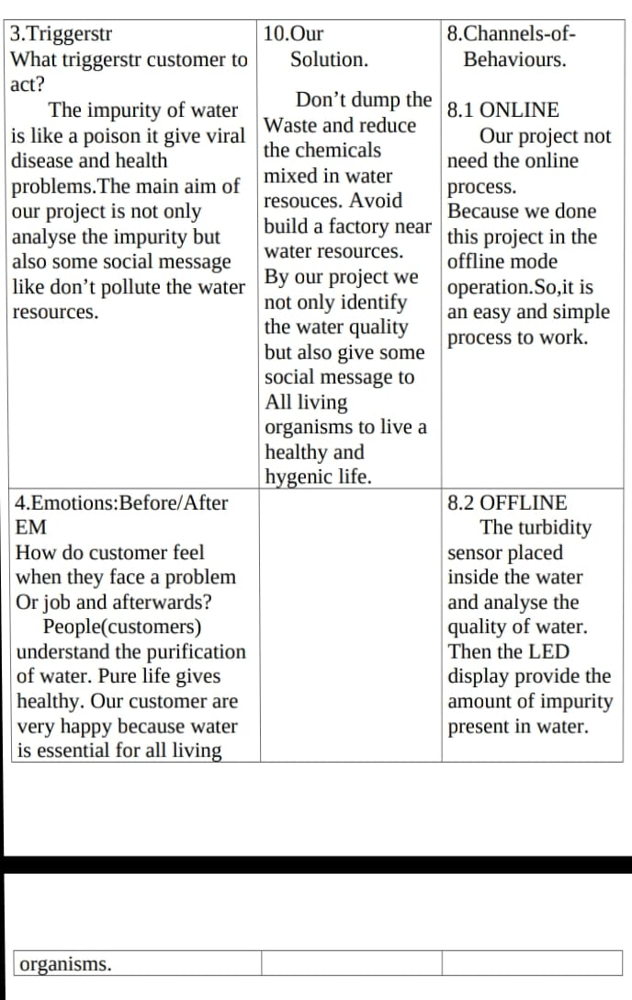 3.Triggerstr
What triggerstr customer to
act?
The impurity of water
is like a poison it give viral
disease and health
problems.The main aim of
our project is not only
analyse the impurity but
also some social message
like don’t pollute the water
resources.
10.Our
Solution.
Don’t dump the
Waste and reduce
the chemicals
mixed in water
resouces. Avoid
build a factory near
water resources.
By our project we
not only identify
the water quality
but also give some
social message to
All living
organisms to live a
healthy and
hygenic life.
8.Channels-of-
Behaviours.
8.1 ONLINE
Our project not
need the online
process.
Because we done
this project in the
offline mode
operation.So,it is
an easy and simple
process to work.
4.Emotions:Before/After
EM
How do customer feel
when they face a problem
Or job and afterwards?
People(customers)
understand the purification
of water. Pure life gives
healthy. Our customer are
very happy because water
is essential for all living
8.2 OFFLINE
The turbidity
sensor placed
inside the water
and analyse the
quality of water.
Then the LED
display provide the
amount of impurity
present in water.
organisms.